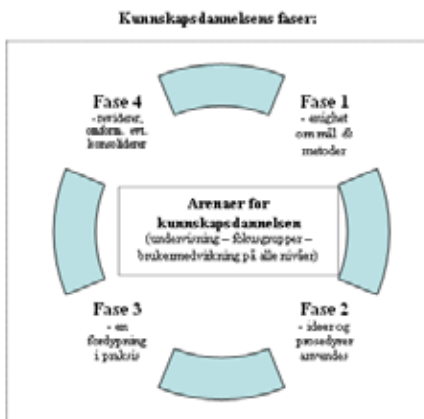 Kunnskapsdannelsens faser:
Fase 4
- reviderer,
omform. evt.
konsoliderer
Fase 1
- enighet
om mål &
metoder
Arenaer for
kunnskapsdannelsen
(undervisning – fokusgrupper –
brukermedvirkning på alle nivåer)
Fase 3
- en
fordypning
i praksis
Fase 2
- ideer og
prosedyrer
anvendes